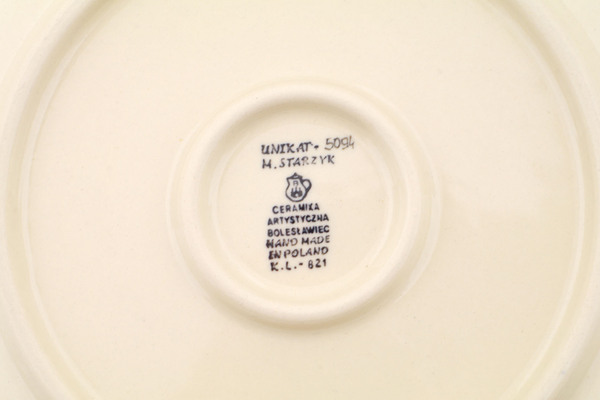 UNIKAT- 5094
M. STARZYK
CERAMIKA
ARTYSTYCZNA
BOLESŁAWIEC
HAND MADE
IN POLAND
K.L.- 821